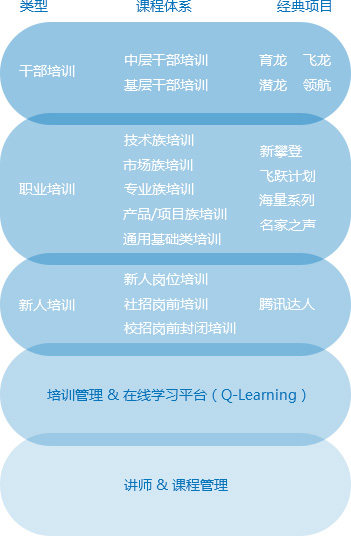 类型 课程体系 经典项目
干部培训
中层干部培训 育龙 飞龙
基层干部培训 潜龙 领航
职业培训
技术族培训
市场族培训
专业族培训
产品/项目族培训
通用基础类培训
新攀登
飞跃计划
海星系列
名家之声
新人培训
新人岗位培训
社招岗前培训
校招岗前封闭培训
腾讯达人
培训管理 & 在线学习平台（Q-Learning）
讲师 & 课程管理